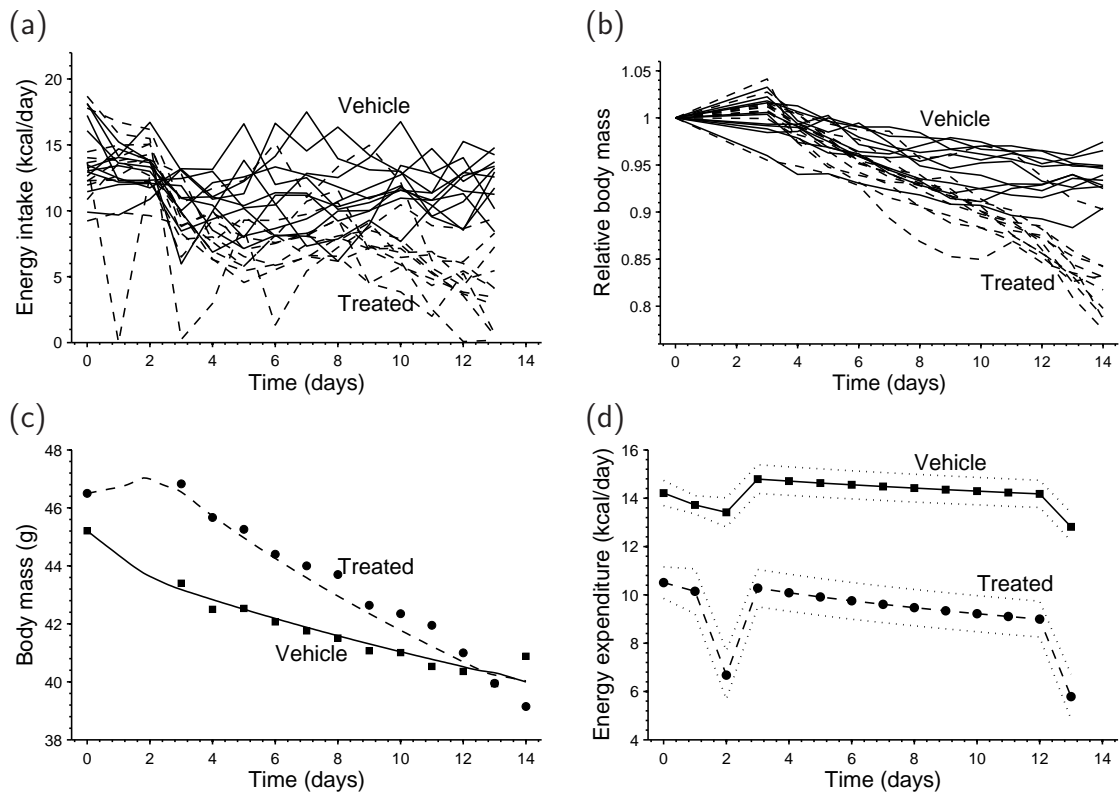 (a)
Energy intake (kcal/day)
20
15
10
5
0
Vehicle
Treated
0 2 4 6 8 10 12 14
Time (days)
(b)
Relative body mass
1.05
1
0.95
0.9
0.85
0.8
Vehicle
Treated
0 2 4 6 8 10 12 14
Time (days)
(c)
Body mass (g)
48
46
44
42
40
38
Treated
Vehicle
0 2 4 6 8 10 12 14
Time (days)
(d)
Energy expenditure (kcal/day)
16
14
12
10
8
6
4
Vehicle
Treated
0 2 4 6 8 10 12 14
Time (days)